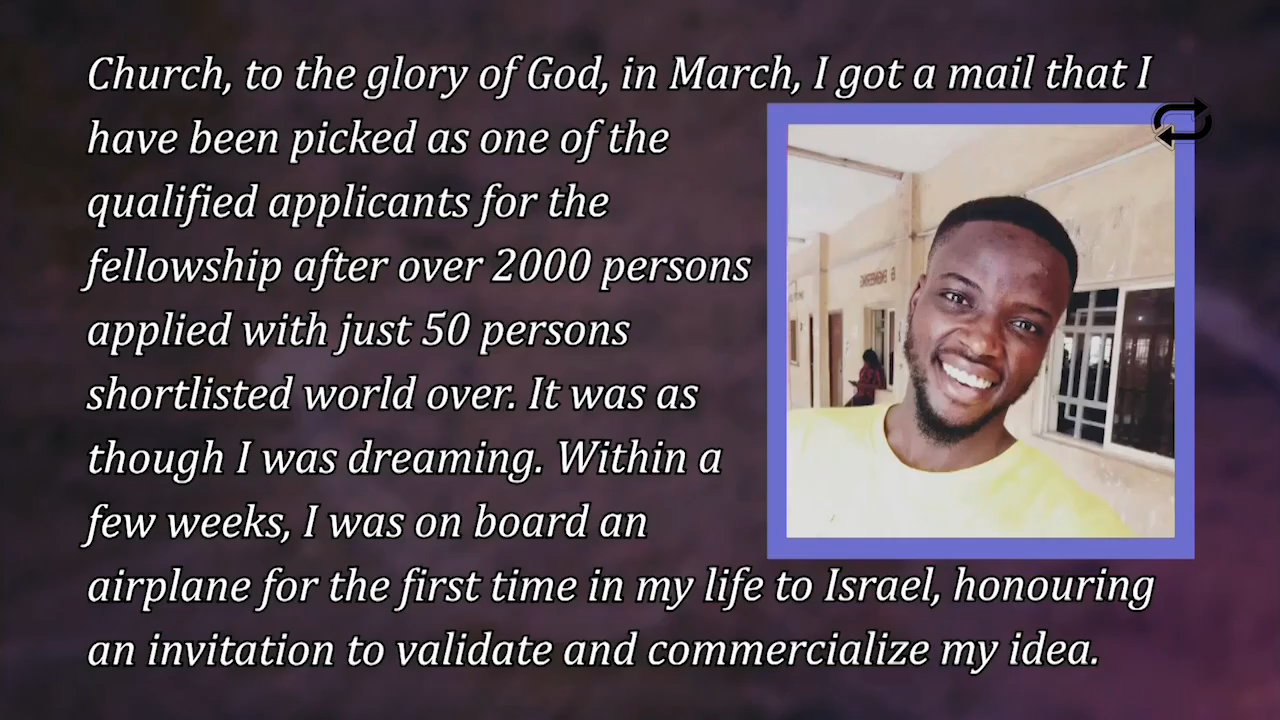 Church, to the glory of God, in March, I got a mail that I
have been picked as one of the
qualified applicants for the
fellowship after over 2000 persons
applied with just 50 persons
shortlisted world over. It was as
though I was dreaming. Within a
few weeks, I was on board an
airplane for the first time in my life to Israel, honouring
an invitation to validate and commercialize my idea.